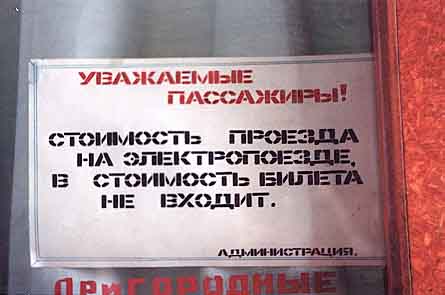 УВАЖАЕМЫЕ
ПАССАЖИРЫ!
СТОИМОСТЬ ПРОЕЗДА
НА ЭЛЕКТРОПОЕЗДЕ,
В СТОИМОСТЬ БИЛЕТА
НЕ ВХОДИТ.
АДМИНИСТРАЦИЯ.
ПРИГОРОДНЫЕ